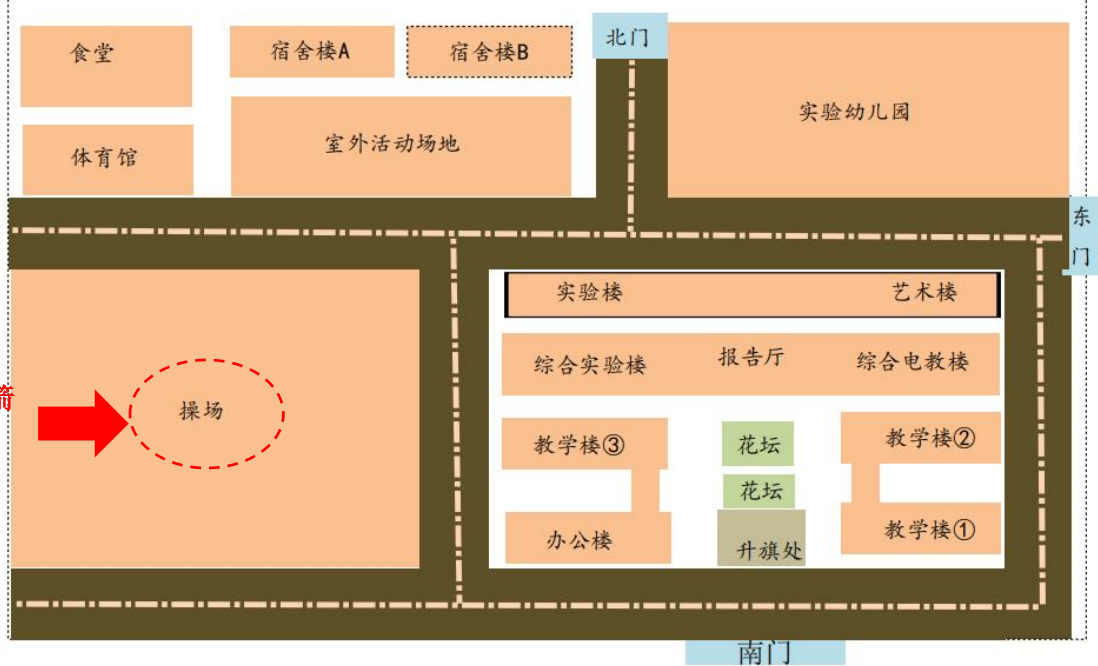 北门
食堂
宿舍楼A
宿舍楼B
实验幼儿园
体育馆
室外活动场地
东
门
实验楼
艺术楼
综合实验楼
报告厅
综合电教楼
操场
教学楼③
花坛
教学楼②
花坛
办公楼
升旗处
教学楼①
南门